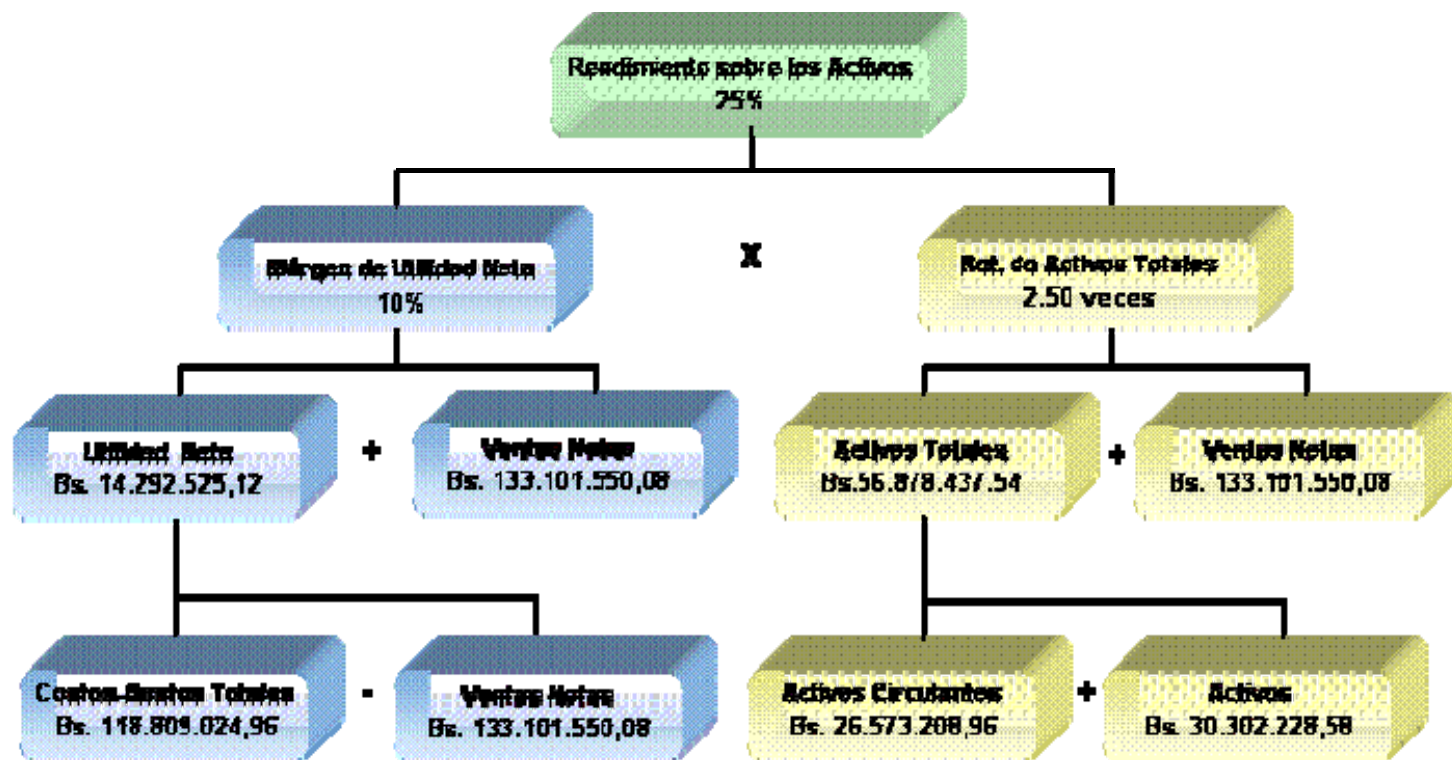 Rendimiento sobre los Activos
25%
Márgen de Utilidad Neta
10%
X
Rot. de Activos Totales
2.50 veces
Utilidad Neta
Bs. 14.292.525,12
+
Ventas Netas
Bs. 133.101.550,08
Activos Totales
Bs.56.878.437.54
+
Ventas Netas
Bs. 133.101.550,08
Costos-Gastos Totales
Bs. 118.809.024,96
-
Ventas Netas
Bs. 133.101.550,08
Activos Circulantes
Bs. 26.573.208,96
+
Activos
Bs. 30.302.228,58